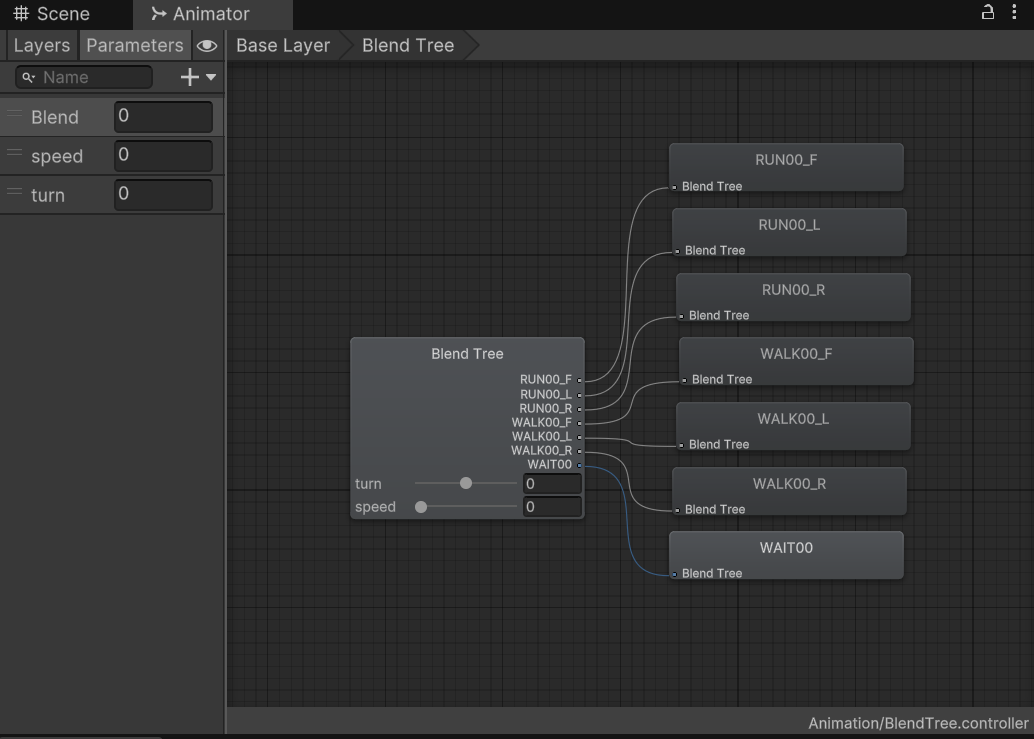 Scene
Animator
Layers
Parameters
Base Layer
Blend Tree
Name
Blend 0
speed 0
turn 0
RUN00_F
Blend Tree
RUN00_L
Blend Tree
RUN00_R
Blend Tree
WALK00_F
Blend Tree
WALK00_L
Blend Tree
WALK00_R
Blend Tree
WAIT00
Blend Tree
Blend Tree
RUN00_F
RUN00_L
RUN00_R
WALK00_F
WALK00_L
WALK00_R
WAIT00
turn 0
speed 0
Animation/BlendTree.controller